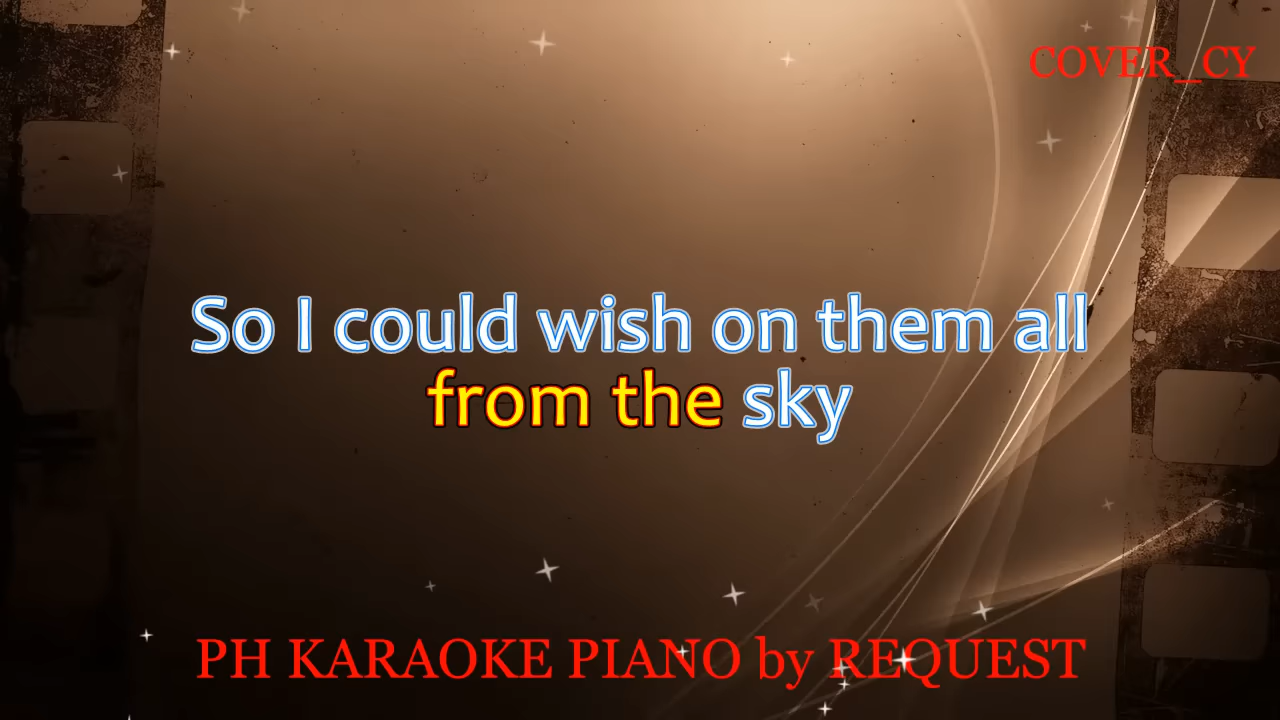 COVER_CY
So I could wish on them all
from the sky
PH KARAOKE PIANO by REQUEST